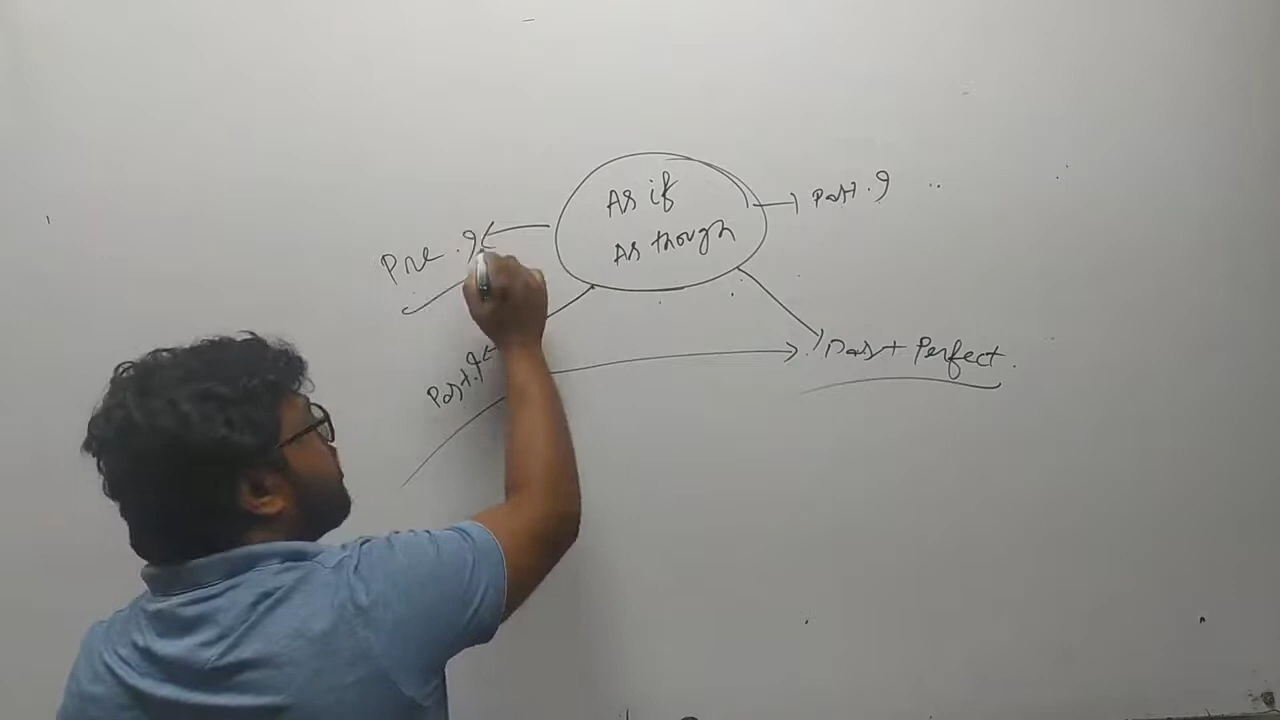 As if
As though
Past. 9
Pre. 9
Past. 9
Past Perfect.